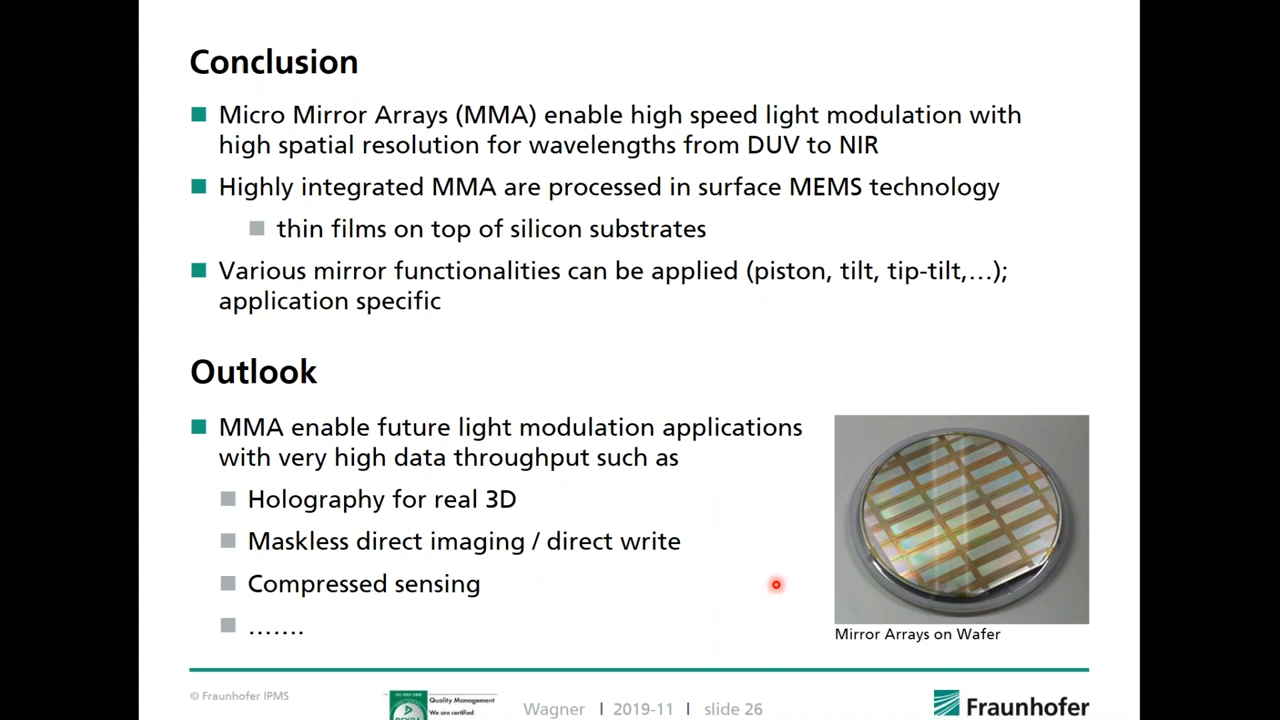 Conclusion
Micro Mirror Arrays (MMA) enable high speed light modulation with
high spatial resolution for wavelengths from DUV to NIR
Highly integrated MMA are processed in surface MEMS technology
thin films on top of silicon substrates
Various mirror functionalities can be applied (piston, tilt, tip-tilt,…);
application specific
Outlook
MMA enable future light modulation applications
with very high data throughput such as
Holography for real 3D
Maskless direct imaging / direct write
Compressed sensing
…….
Mirror Arrays on Wafer
© Fraunhofer IPMS
Quality Management
We are certified
Wagner | 2019-11 | slide 26
Fraunhofer